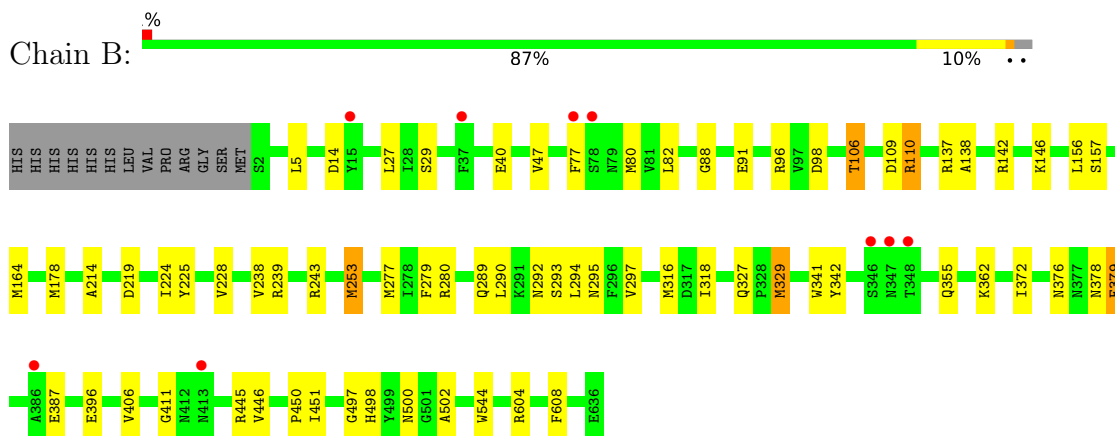 %
Chain B:
87% 10% • •
HIS HIS HIS HIS HIS HIS LEU VAL PRO ARG GLY SER MET S2 L5 D14 Y15 L27 I28 S29 F37 E40 V47 F77 S78 N79 M80 V81 L82 G88 E91 R96 V97 D98 T106 D109 R110 R137 A138 R142 K146 L156 S157
M164 M178 A214 D219 I224 Y225 V228 V238 R239 R243 M253 M277 I278 F279 R280 Q289 L290 K291 N292 S293 L294 N295 F296 V297 M316 D317 I318 Q327 P328 M329 W341 Y342 S346 N347 T348 Q355 K362 I372 N376 N377 N378
A386 E387 E396 V406 G411 N412 N413 R445 V446 P450 I451 G497 H498 Y499 N500 G501 A502 W544 R604 F608 E636